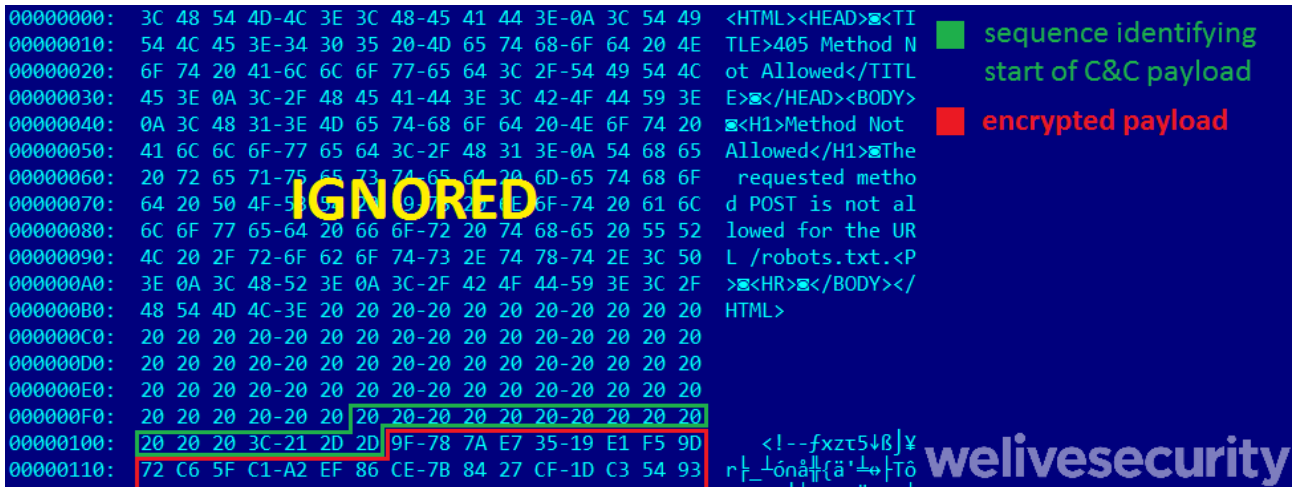 00000000: 3C 48 54 4D-4C 3E 3C 48-45 41 44 3E-0A 3C 54 49 <HTML><HEAD>◙<TI
00000010: 54 4C 45 3E-34 30 35 20-4D 65 74 68-6F 64 20 4E TLE>405 Method N
00000020: 6F 74 20 41-6C 6C 6F 77-65 64 3C 2F-54 49 54 4C ot Allowed</TITL
00000030: 45 3E 0A 3C-2F 48 45 41-44 3E 3C 42-4F 44 59 3E E>◙</HEAD><BODY>
00000040: 0A 3C 48 31-3E 4D 65 74-68 6F 64 20-4E 6F 74 20 ◙<H1>Method Not
00000050: 41 6C 6C 6F-77 65 64 3C-2F 48 31 3E-0A 54 68 65 Allowed</H1>◙The
00000060: 20 72 65 71-75 65 73 74-65 64 20 6D-65 74 68 6F requested metho
00000070: 64 20 50 4F-53 20 6F-74 20 61 6C d POST is not al
00000080: 6C 6F 77 65-64 20 66 6F-72 20 74 68-65 20 55 52 lowed for the UR
00000090: 4C 20 2F 72-6F 62 6F 74-73 2E 74 78-74 2E 3C 50 L /robots.txt.<P
000000A0: 3E 0A 3C 48-52 3E 0A 3C-2F 42 4F 44-59 3E 3C 2F >◙<HR>◙</BODY></
000000B0: 48 54 4D 4C-3E 20 20 20-20 20 20 20-20 20 20 20 HTML>
000000C0: 20 20 20 20-20 20 20 20-20 20 20 20-20 20 20 20
000000D0: 20 20 20 20-20 20 20 20-20 20 20 20-20 20 20 20
000000E0: 20 20 20 20-20 20 20 20-20 20 20 20-20 20 20 20
000000F0: 20 20 20 20-20 20 20 20-20 20 20 20-20 20 20 20
00000100: 20 20 20 3C-21 2D 2D 9F-78 7A E7 35-19 E1 F5 9D <!--ƒxzτ5↓ß⌡¥
00000110: 72 C6 5F C1-A2 EF 86 CE-7B 84 27 CF-1D C3 54 93 r╞_┴ó∩å╬{ä'╧↔├Tô
IGNORED
sequence identifying
start of C&C payload
encrypted payload
welivesecurity